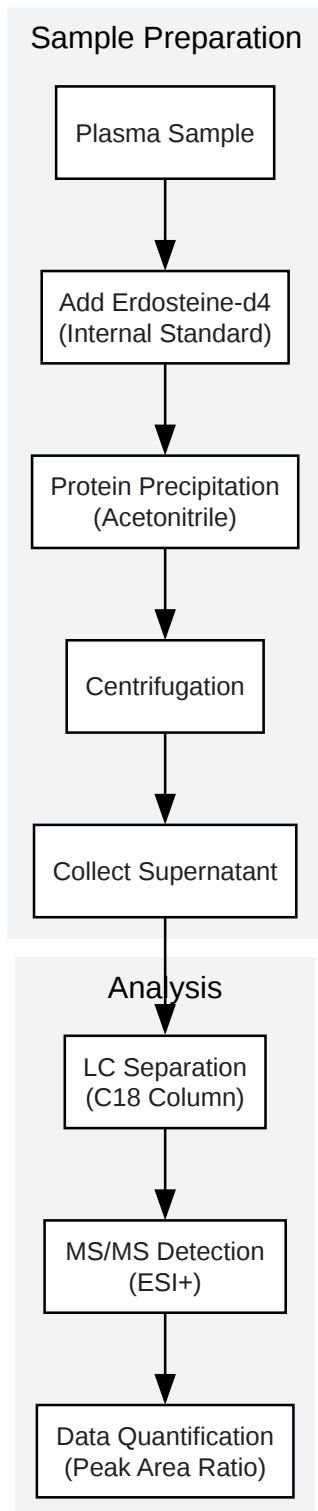 Sample Preparation
Plasma Sample
Add Erdosteine-d4
(Internal Standard)
Protein Precipitation
(Acetonitrile)
Centrifugation
Collect Supernatant
Analysis
LC Separation
(C18 Column)
MS/MS Detection
(ESI+)
Data Quantification
(Peak Area Ratio)